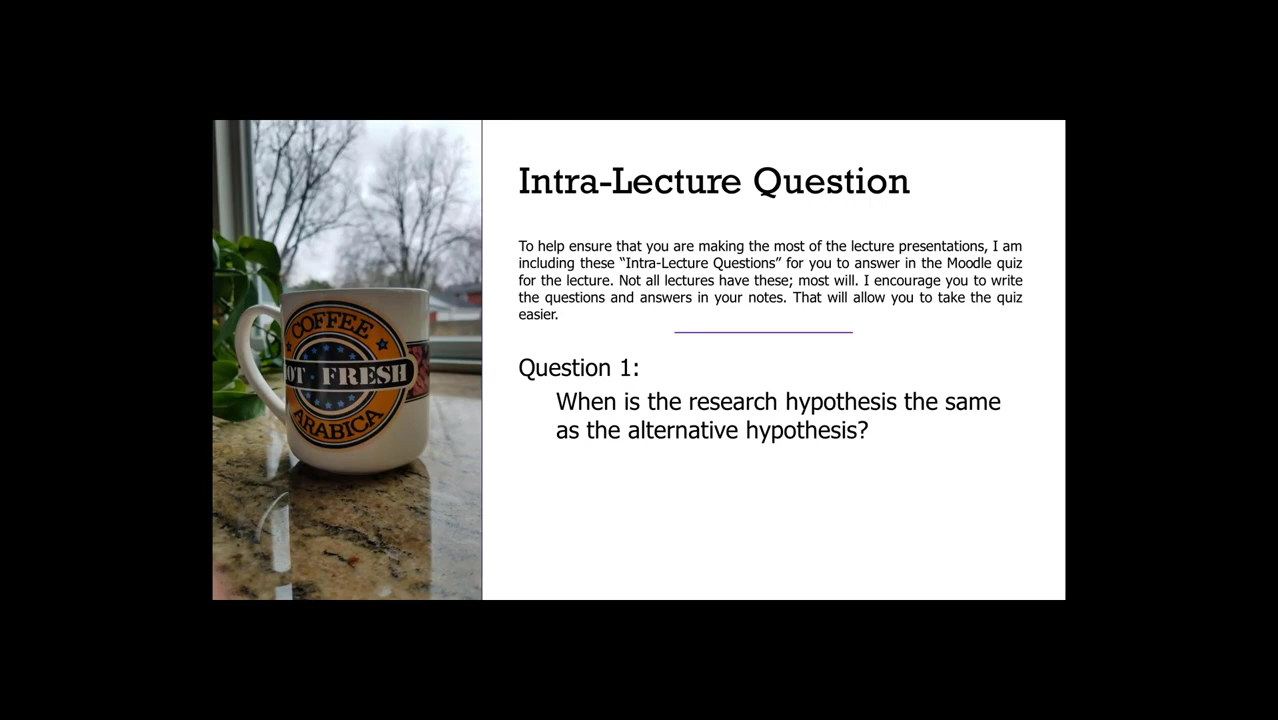 Intra-Lecture Question
To help ensure that you are making the most of the lecture presentations, I am
including these “Intra-Lecture Questions” for you to answer in the Moodle quiz
for the lecture. Not all lectures have these; most will. I encourage you to write
the questions and answers in your notes. That will allow you to take the quiz
easier.
Question 1:
When is the research hypothesis the same
as the alternative hypothesis?
COFFEE
OT FRESH
ARABICA